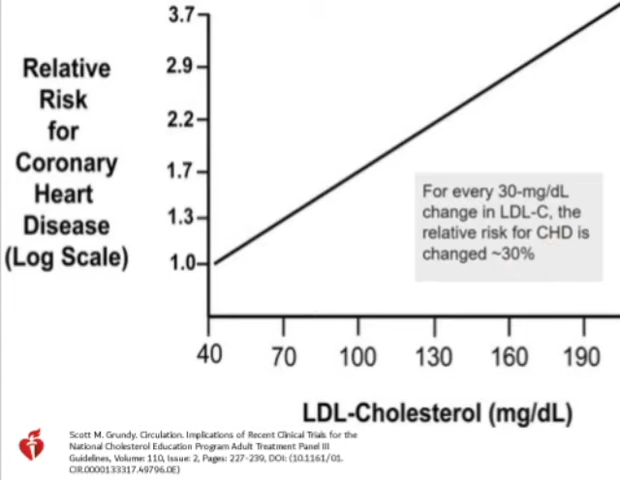 3.7
2.9
2.2
1.7
1.3
1.0
Relative
Risk
for
Coronary
Heart
Disease
(Log Scale)
For every 30-mg/dL
change in LDL-C, the
relative risk for CHD is
changed ~30%
40 70 100 130 160 190
LDL-Cholesterol (mg/dL)
Scott M. Grundy. Circulation. Implications of Recent Clinical Trials for the
National Cholesterol Education Program Adult Treatment Panel III
Guidelines, Volume: 110, Issue: 2, Pages: 227-239, DOI: (10.1161/01.
CIR.0000133317.49796.0E)